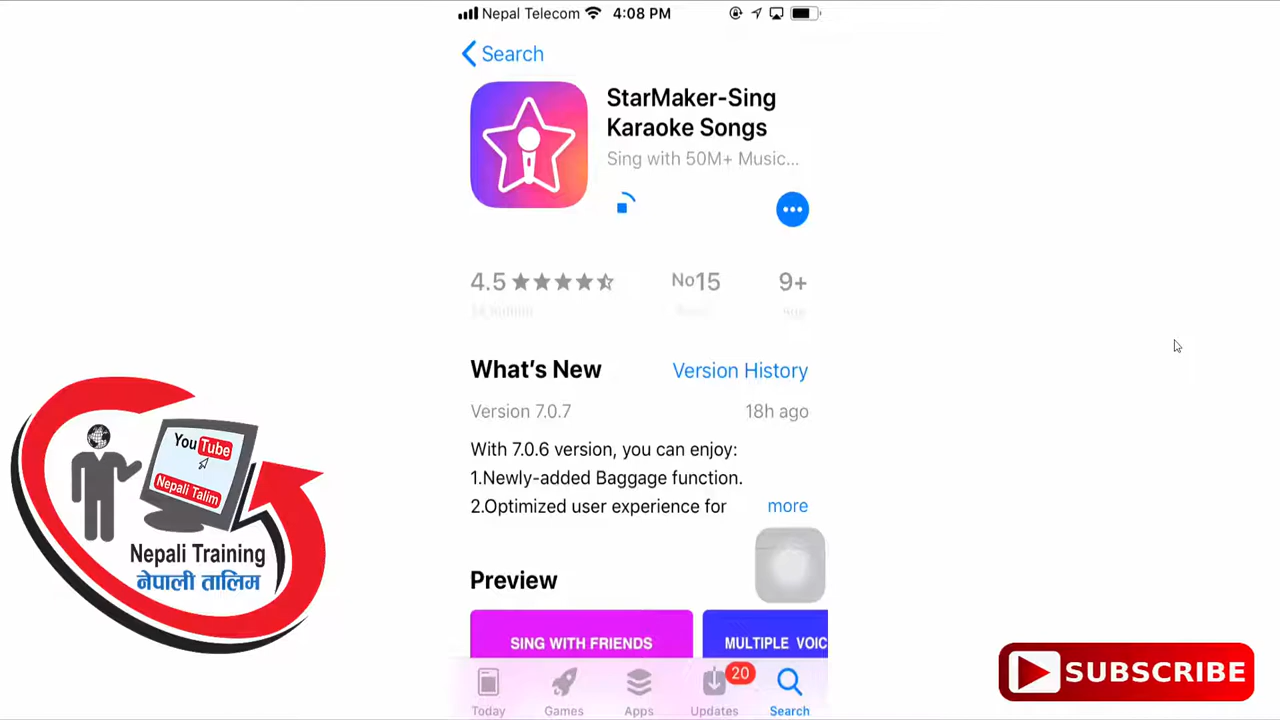 Nepal Telecom 4:08 PM
Search
StarMaker-Sing
Karaoke Songs
Sing with 50M+ Music...
4.5 No15 9+
What's New Version History
Version 7.0.7 18h ago
With 7.0.6 version, you can enjoy:
1.Newly-added Baggage function.
2.Optimized user experience for more
Preview
SING WITH FRIENDS MULTIPLE VOIC
20
Today Games Apps Updates Search
You Tube
Nepali Talim
Nepali Training
नेपाली तालिम
SUBSCRIBE